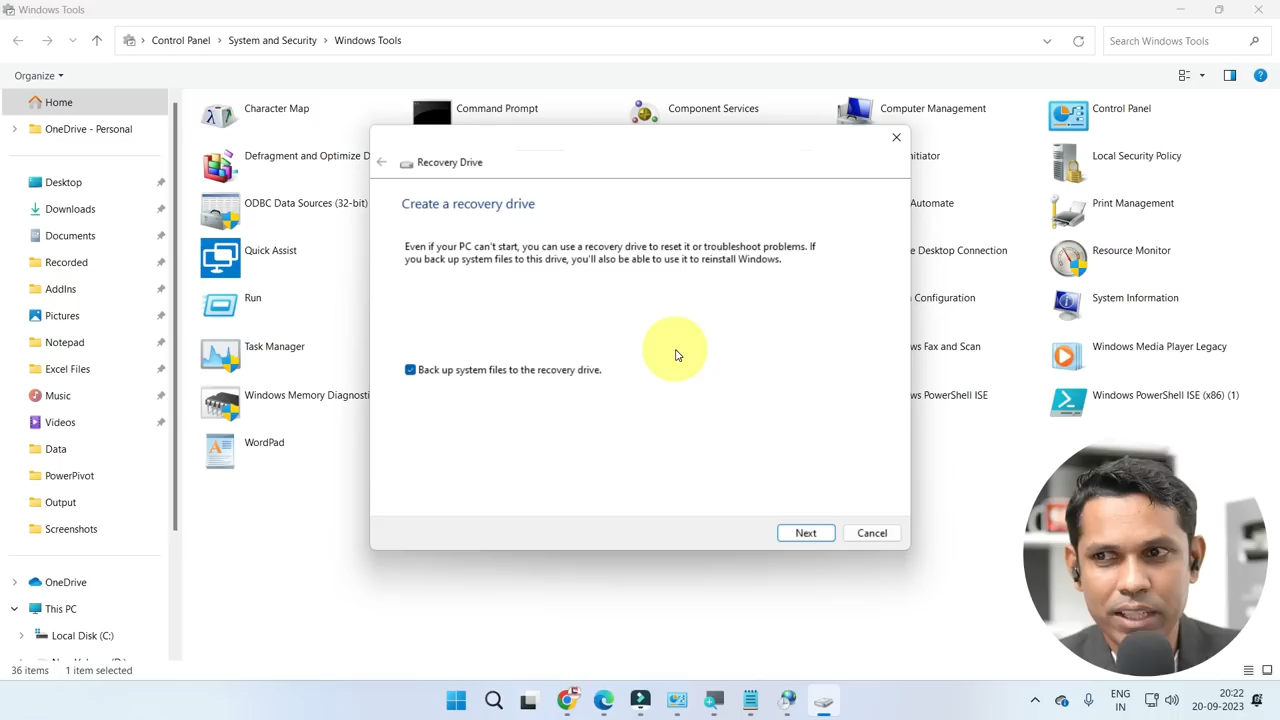 Windows Tools
Control Panel > System and Security > Windows Tools
Search Windows Tools
Organize
Home
OneDrive - Personal
Desktop
Downloads
Documents
Recorded
AddIns
Pictures
Notepad
Excel Files
Music
Videos
Data
PowerPivot
Output
Screenshots
OneDrive
This PC
Local Disk (C:)
Character Map
Command Prompt
Component Services
Computer Management
Control Panel
Defragment and Optimize D
nitiator
Local Security Policy
ODBC Data Sources (32-bit)
Automate
Print Management
Quick Assist
e Desktop Connection
Resource Monitor
Run
Configuration
System Information
Task Manager
ws Fax and Scan
Windows Media Player Legacy
Windows Memory Diagnosti
ws PowerShell ISE
Windows PowerShell ISE (x86) (1)
WordPad
Recovery Drive
Create a recovery drive
Even if your PC can't start, you can use a recovery drive to reset it or troubleshoot problems. If
you back up system files to this drive, you'll also be able to use it to reinstall Windows.
Back up system files to the recovery drive.
Next
Cancel
36 items
1 item selected
ENG
IN
20:22
20-09-2023